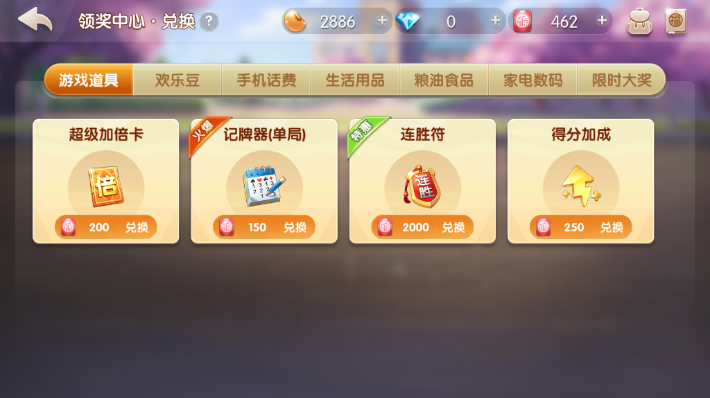 领奖中心·兑换 ? 2886 + 0 + 462 +
游戏道具 欢乐豆 手机话费 生活用品 粮油食品 家电数码 限时大奖
超级加倍卡 火爆 记牌器(单局) 特惠 连胜符 得分加成
倍 连胜
200 兑换 150 兑换 2000 兑换 250 兑换